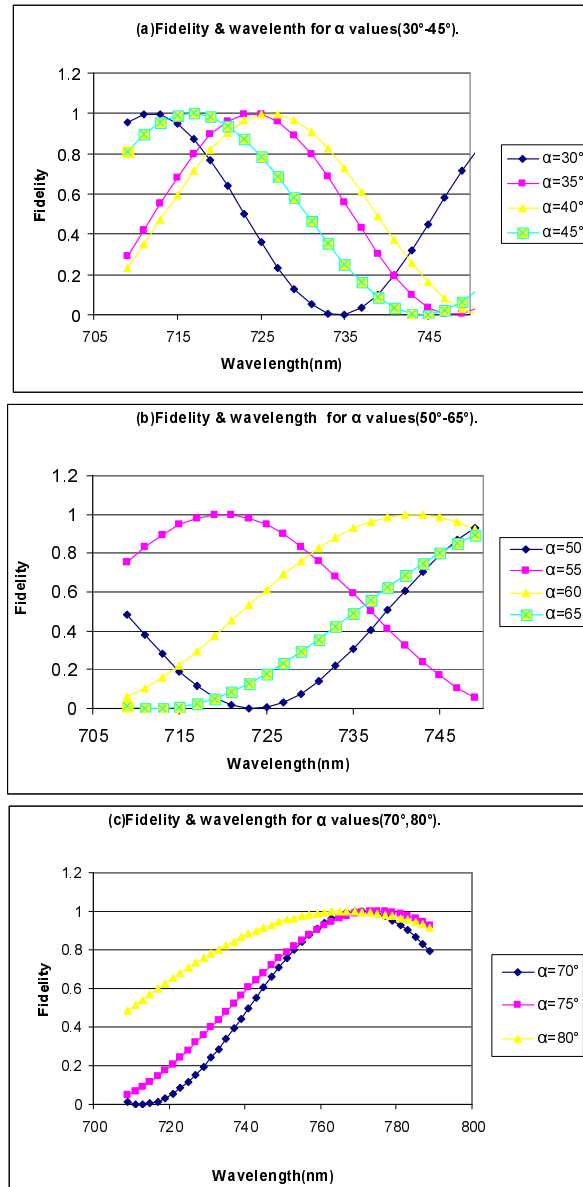 (a)Fidelity & wavelenth for α values(30°-45°).
1.2
1
0.8
0.6
0.4
0.2
0
Fidelity
705
715
725
735
745
Wavelength(nm)
α=30°
α=35°
α=40°
α=45°
(b)Fidelity & wavelength for α values(50°-65°).
1.2
1
0.8
0.6
0.4
0.2
0
Fidelity
705
715
725
735
745
Wavelength(nm)
α=50
α=55
α=60
α=65
(c)Fidelity & wavelength for α values(70°,80°).
1.2
1
0.8
0.6
0.4
0.2
0
Fidelity
700
720
740
760
780
800
Wavelength(nm)
α=70°
α=75°
α=80°